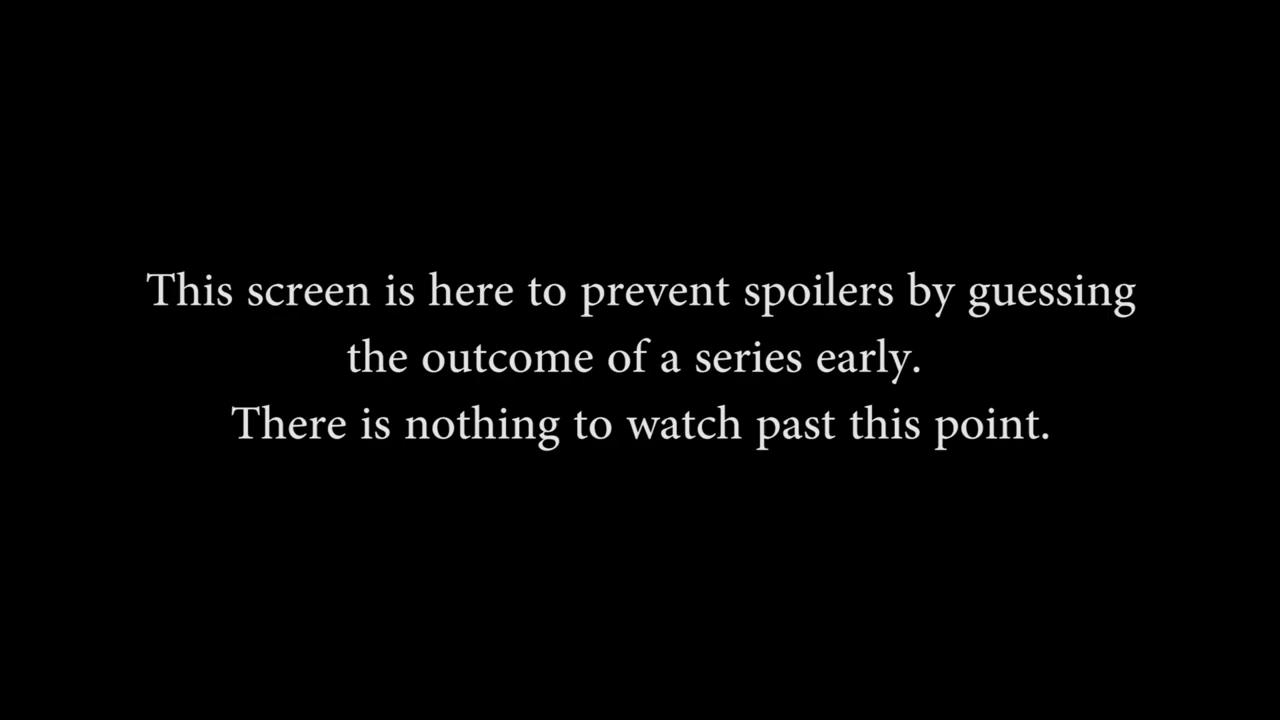 This screen is here to prevent spoilers by guessing
the outcome of a series early.
There is nothing to watch past this point.